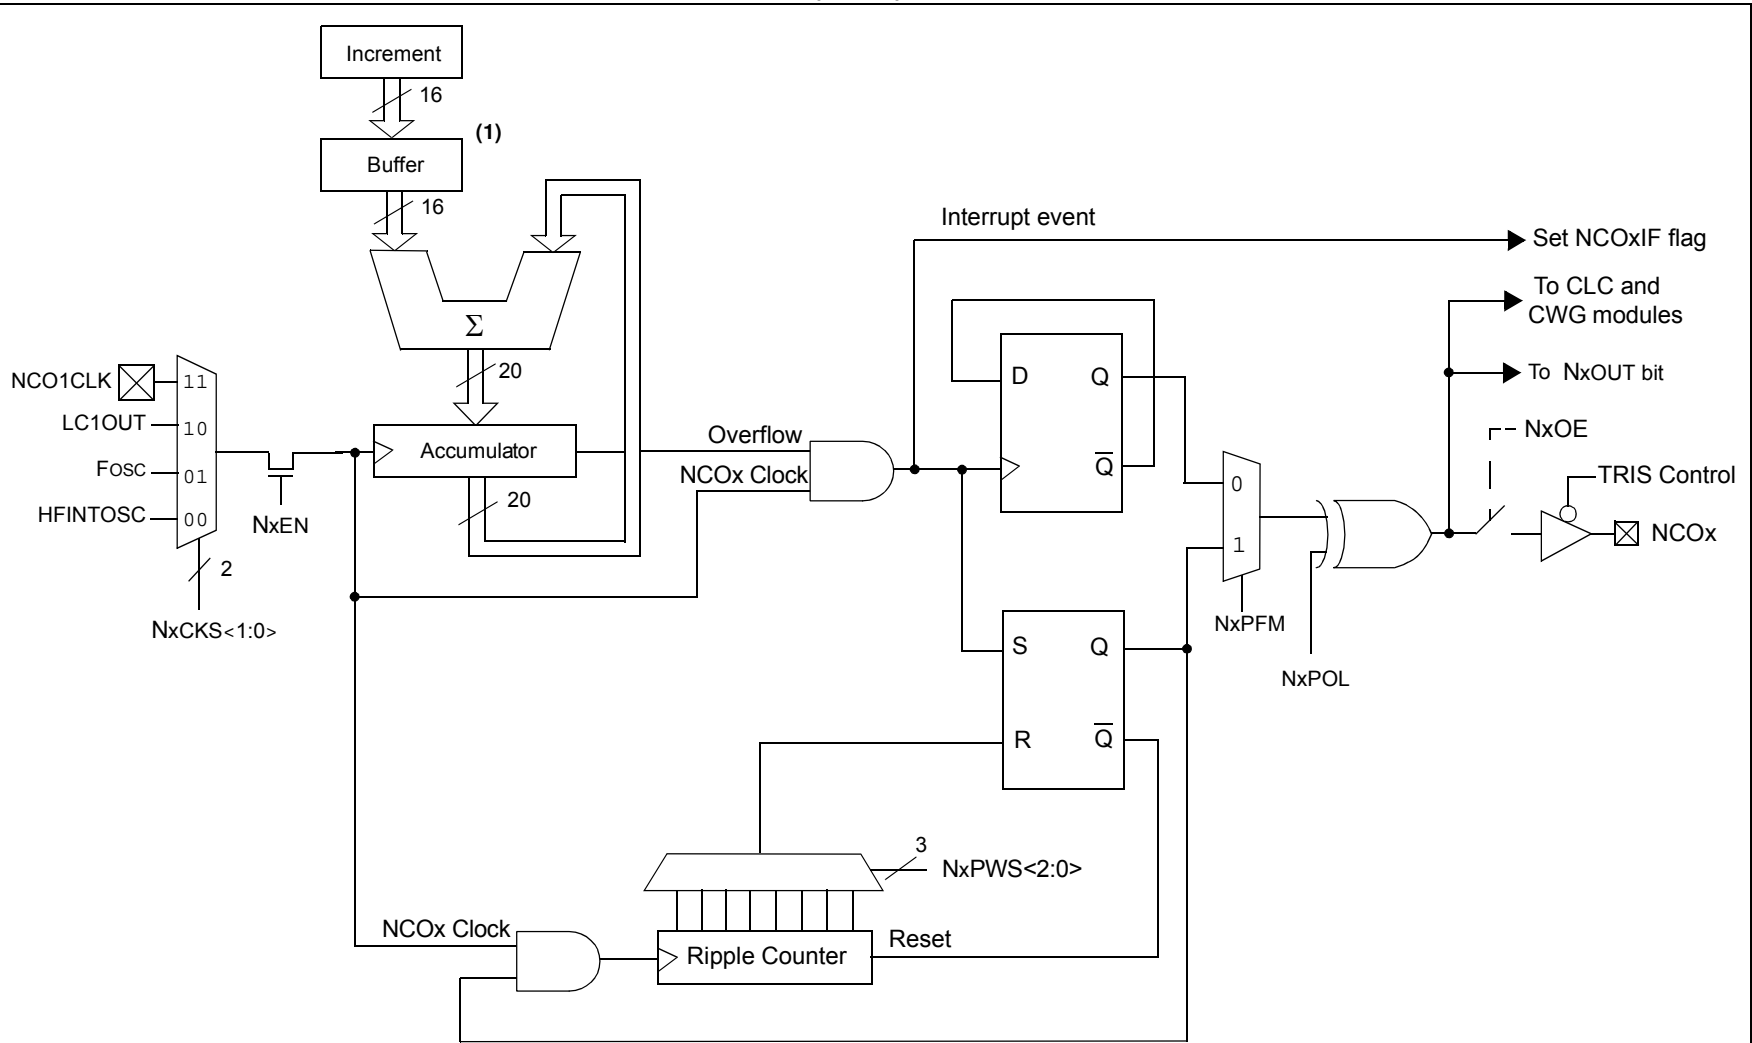 Increment
16
(1)
Buffer
16
Interrupt event
Set NCOxIF flag
To CLC and
CWG modules
Σ
20
D
Q
Q̅
To NxOUT bit
NCO1CLK
11
LC1OUT
10
FOSC
01
HFINTOSC
00
NxEN
2
NxCKS<1:0>
Accumulator
20
Overflow
NCOx Clock
0
1
NxPFM
NxPOL
NxOE
TRIS Control
NCOx
S
Q
R
Q̅
3
NxPWS<2:0>
NCOx Clock
Ripple Counter
Reset